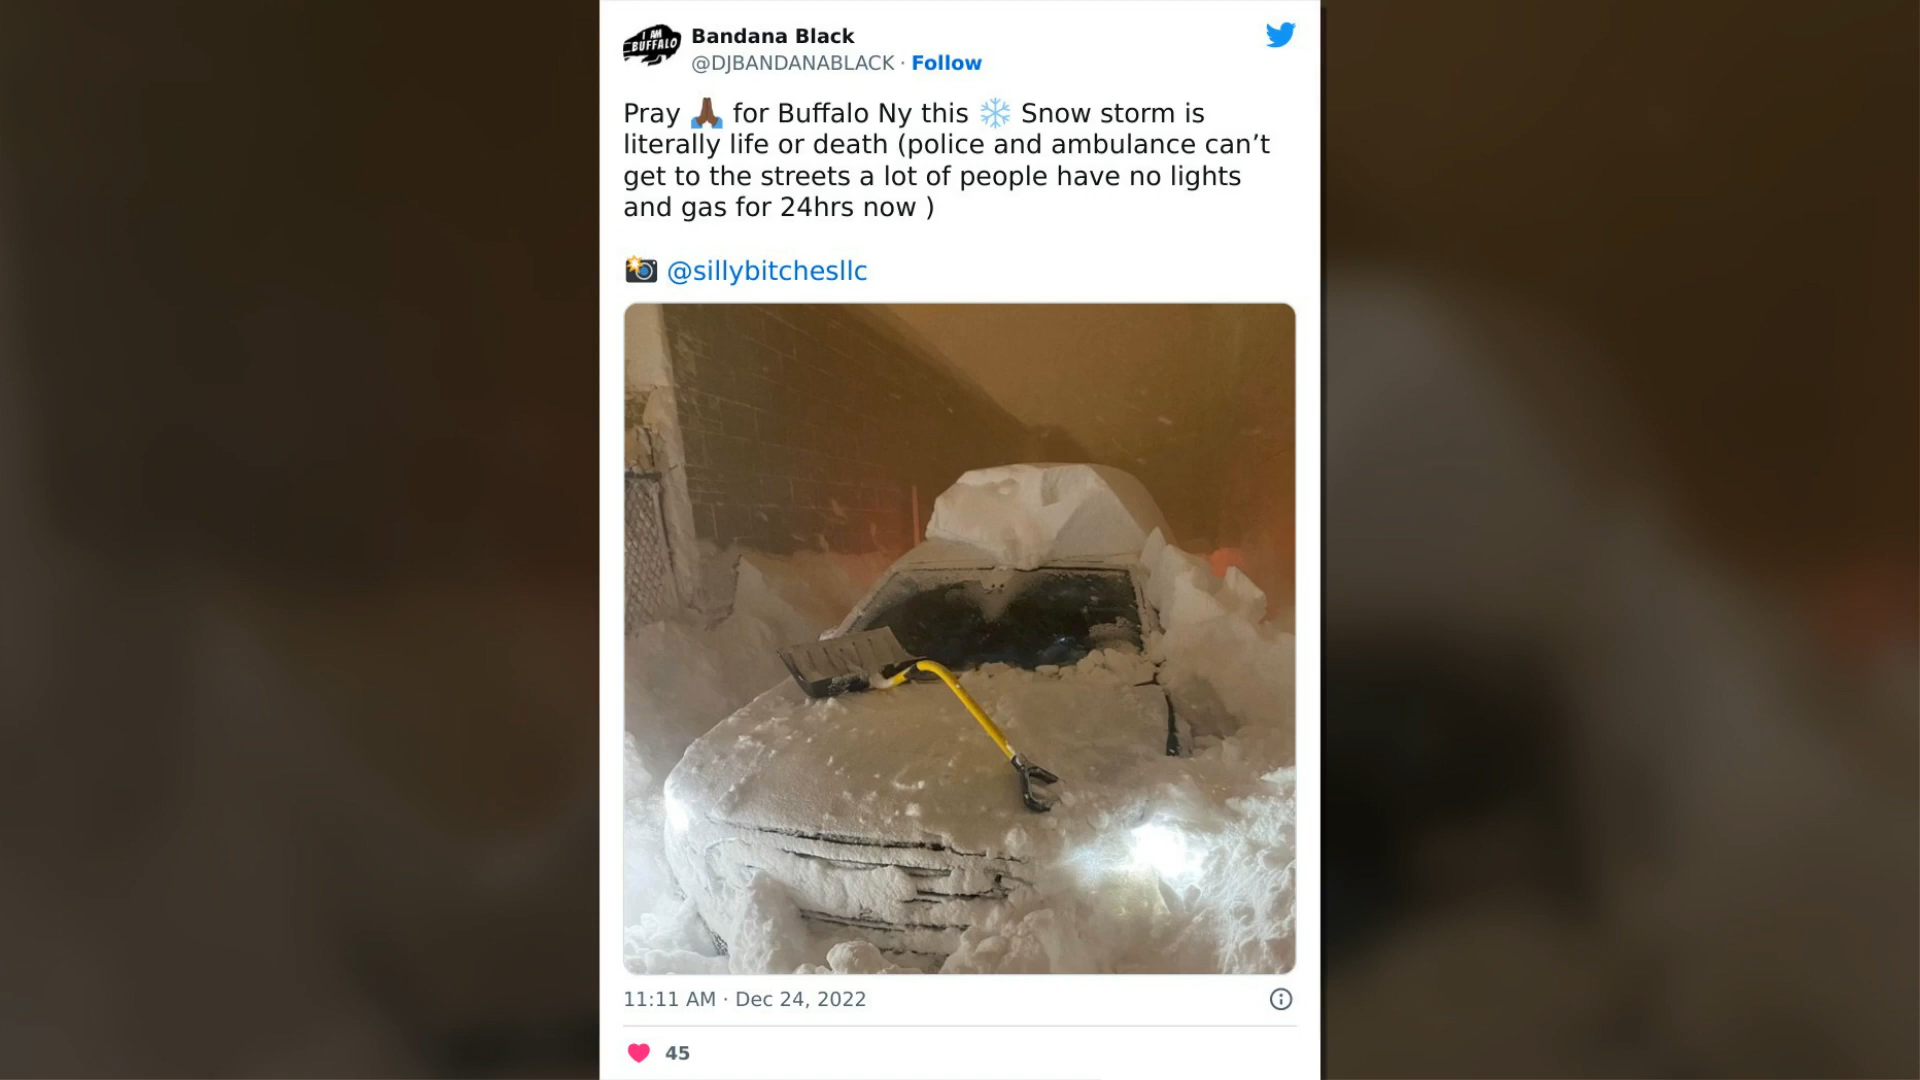 I AM
BUFFALO
Bandana Black
@DJBANDANABLACK · Follow
Pray 🙏🏾 for Buffalo Ny this ❄️ Snow storm is
literally life or death (police and ambulance can’t
get to the streets a lot of people have no lights
and gas for 24hrs now )
📸 @sillybitchesllc
11:11 AM · Dec 24, 2022
45